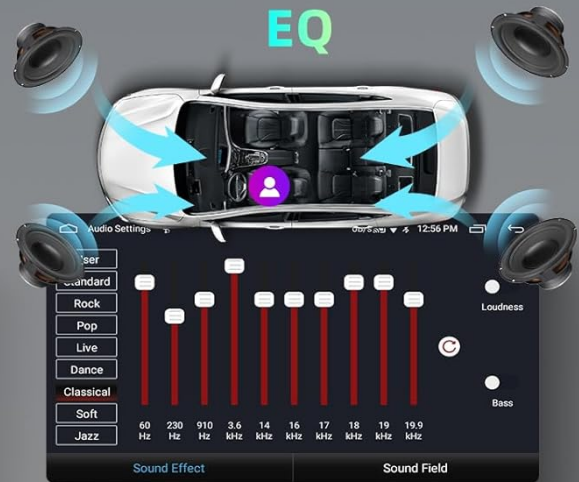 EQ
Audio Settings
12:56 PM
Standard
Rock
Pop
Live
Dance
Classical
Soft
Jazz
60 Hz
230 Hz
910 Hz
3.6 kHz
14 kHz
16 kHz
17 kHz
18 kHz
19 kHz
19.9 kHz
Loudness
Bass
Sound Effect
Sound Field